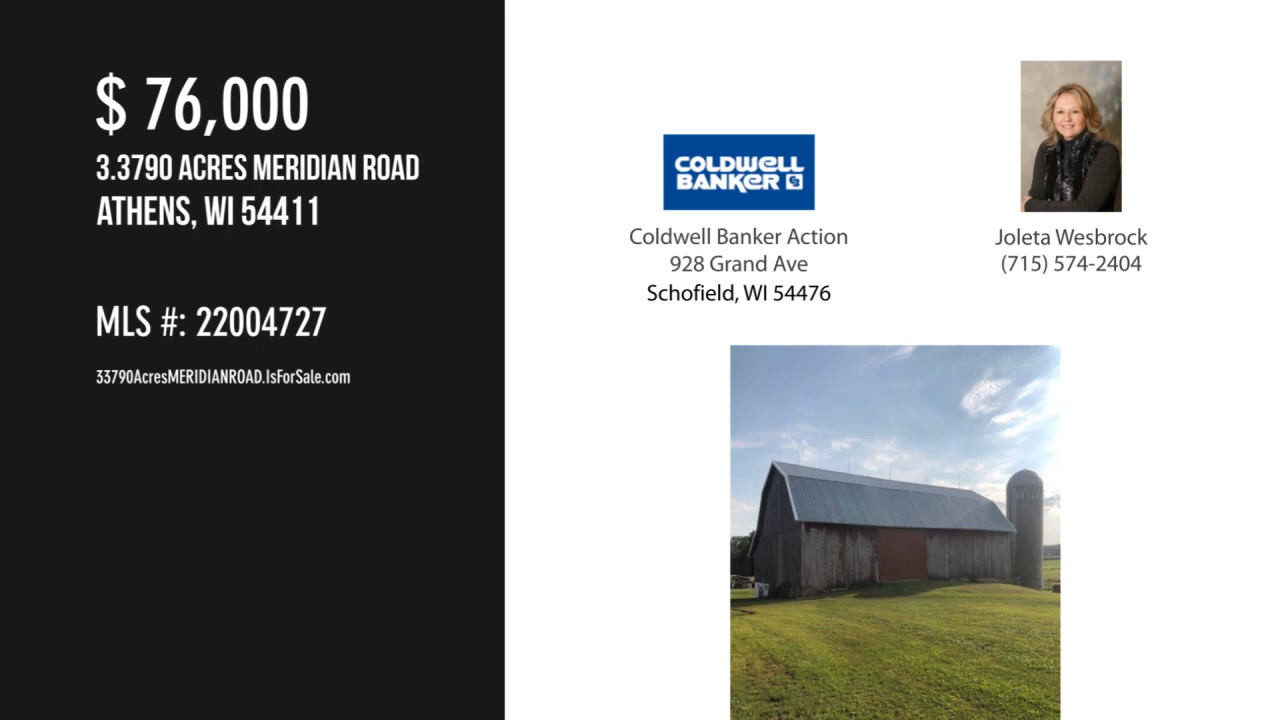 $ 76,000
3.3790 ACRES MERIDIAN ROAD
ATHENS, WI 54411
MLS #: 22004727
33790AcresMERIDIANROAD.IsForSale.com
COLDWELL
BANKER
Coldwell Banker Action
928 Grand Ave
Schofield, WI 54476
Joleta Wesbrock
(715) 574-2404